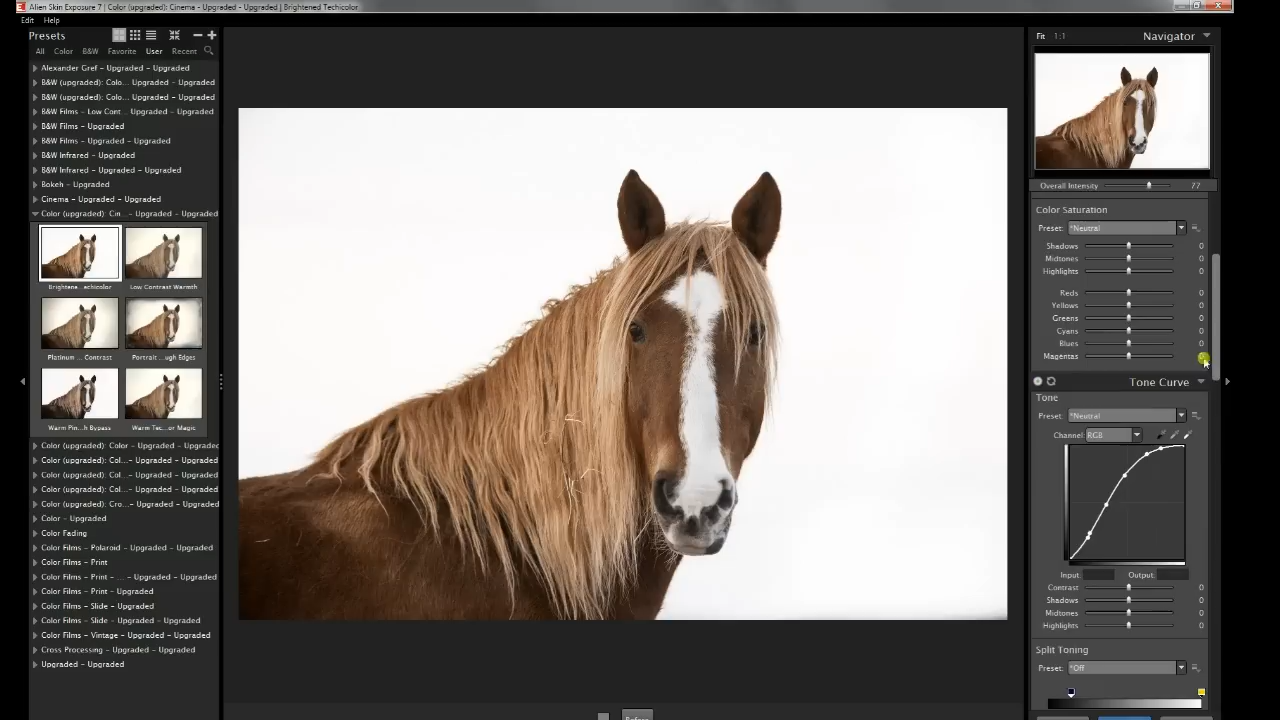 Alien Skin Exposure 7 | Color (upgraded): Cinema - Upgraded - Upgraded | Brightened Techicolor
Edit Help
Presets
All Color B&W Favorite User Recent
Alexander Gref - Upgraded - Upgraded
B&W (upgraded): Colo... Upgraded - Upgraded
B&W (upgraded): Colo... Upgraded - Upgraded
B&W Films - Low Cont... Upgraded - Upgraded
B&W Films - Upgraded
B&W Films - Upgraded - Upgraded
B&W Infrared - Upgraded
B&W Infrared - Upgraded - Upgraded
Bokeh - Upgraded
Cinema - Upgraded - Upgraded
Color (upgraded): Cin... - Upgraded - Upgraded
Brightene...achicolor Low Contrast Warmth
Platinum ... Contrast Portrait ...ugh Edges
Warm Pin...h Bypass Warm Tec...or Magic
Color (upgraded): Color - Upgraded - Upgraded
Color (upgraded): Col... - Upgraded - Upgraded
Color (upgraded): Col... - Upgraded - Upgraded
Color (upgraded): Col... - Upgraded - Upgraded
Color (upgraded): Cro... - Upgraded - Upgraded
Color - Upgraded
Color Fading
Color Films - Polaroid - Upgraded - Upgraded
Color Films - Print
Color Films - Print - ... - Upgraded - Upgraded
Color Films - Print - Upgraded
Color Films - Slide - Upgraded
Color Films - Slide - Upgraded - Upgraded
Color Films - Vintage - Upgraded - Upgraded
Cross Processing - Upgraded - Upgraded
Upgraded - Upgraded
Fit 1:1 Navigator
Overall Intensity 77
Color Saturation
Preset: *Neutral
Shadows 0
Midtones 0
Highlights 0
Reds 0
Yellows 0
Greens 0
Cyans 0
Blues 0
Magentas
Tone Curve
Tone
Preset: *Neutral
Channel: RGB
Input: Output:
Contrast 0
Shadows 0
Midtones 0
Highlights 0
Split Toning
Preset: *Off